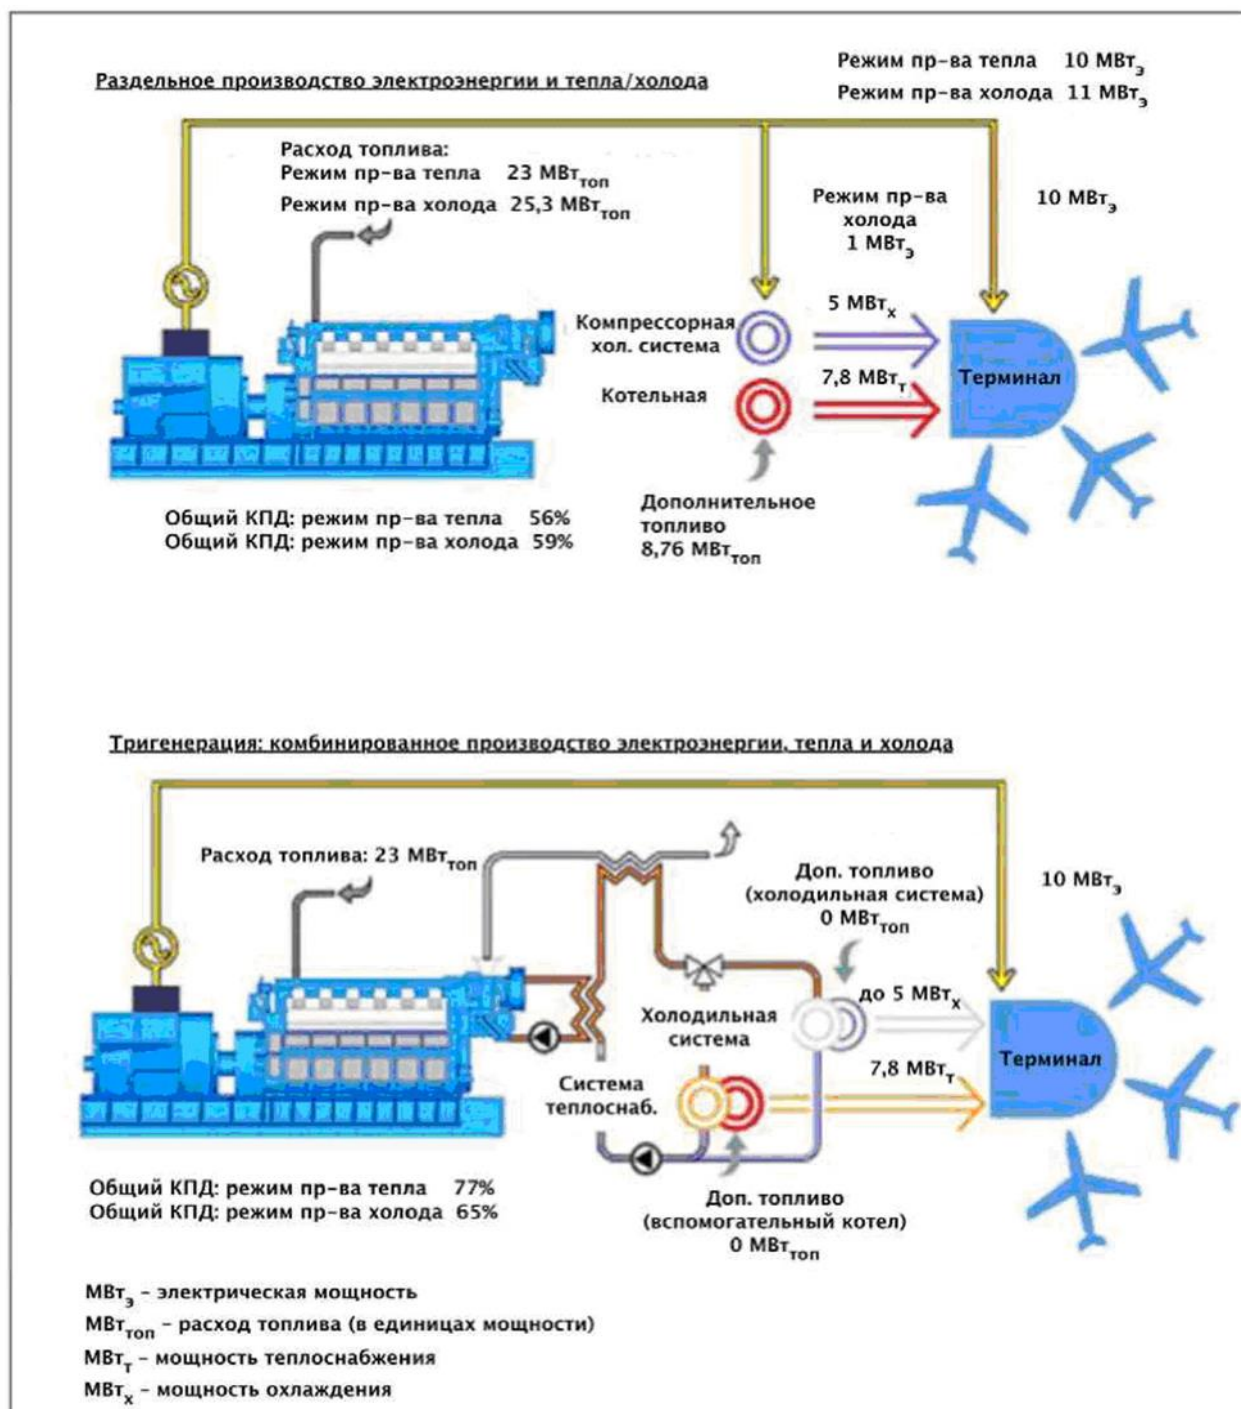 Режим пр-ва тепла 10 МВтэ
Раздельное производство электроэнергии и тепла/холода
Режим пр-ва холода 11 МВтэ
Расход топлива:
Режим пр-ва тепла 23 МВттоп
Режим пр-ва холода 25,3 МВттоп
Режим пр-ва
холода
1 МВтэ
10 МВтэ
Компрессорная
хол. система
5 МВтх
Котельная
7,8 МВтт
Терминал
Общий КПД: режим пр-ва тепла 56%
Общий КПД: режим пр-ва холода 59%
Дополнительное
топливо
8,76 МВттоп
Тригенерация: комбинированное производство электроэнергии, тепла и холода
Расход топлива: 23 МВттоп
Доп. топливо
(холодильная система)
0 МВттоп
10 МВтэ
Холодильная
система
до 5 МВтх
Система
теплоснаб.
7,8 МВтт
Терминал
Общий КПД: режим пр-ва тепла 77%
Общий КПД: режим пр-ва холода 65%
Доп. топливо
(вспомогательный котел)
0 МВттоп
МВтэ – электрическая мощность
МВттоп – расход топлива (в единицах мощности)
МВтт – мощность теплоснабжения
МВтх – мощность охлаждения